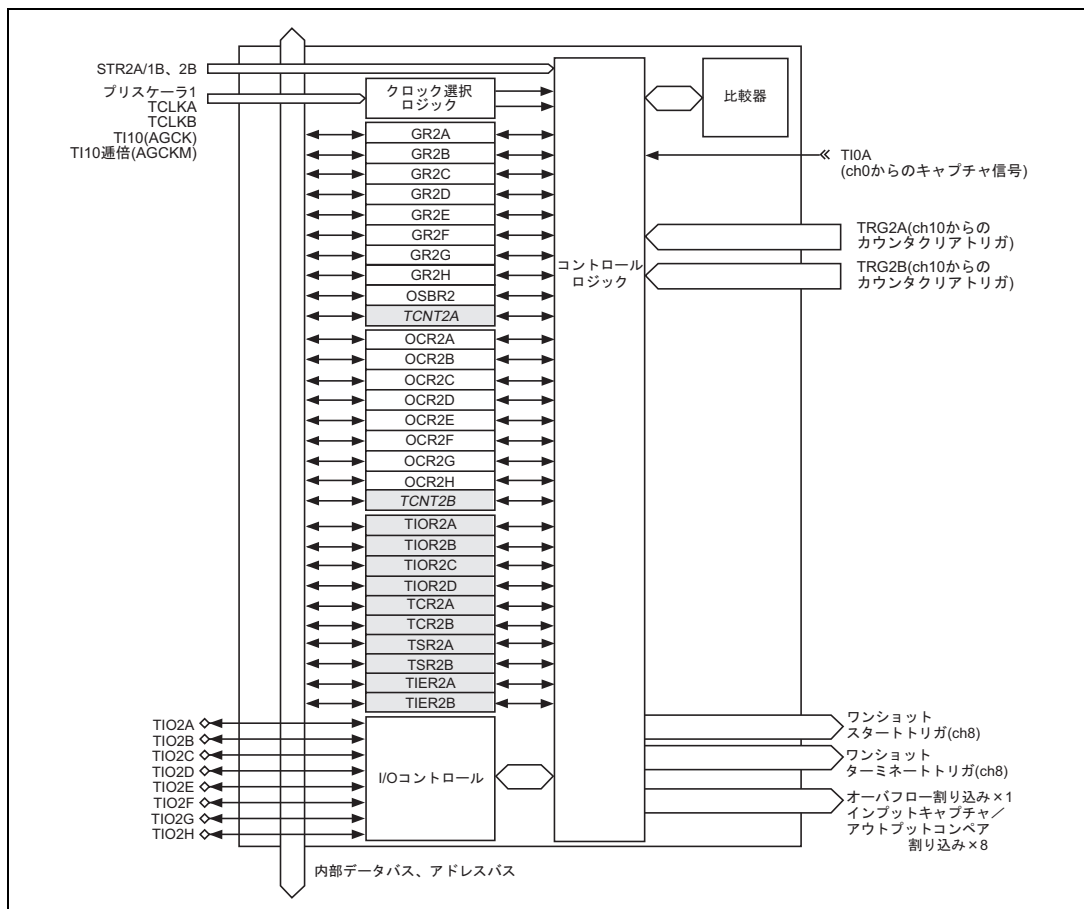 STR2A/1B、2B
プリスケーラ1
TCLKA
TCLKB
TI10(AGCK)
TI10逓倍(AGCKM)
クロック選択
ロジック
GR2A
GR2B
GR2C
GR2D
GR2E
GR2F
GR2G
GR2H
OSBR2
TCNT2A
OCR2A
OCR2B
OCR2C
OCR2D
OCR2E
OCR2F
OCR2G
OCR2H
TCNT2B
TIOR2A
TIOR2B
TIOR2C
TIOR2D
TCR2A
TCR2B
TSR2A
TSR2B
TIER2A
TIER2B
TIO2A
TIO2B
TIO2C
TIO2D
TIO2E
TIO2F
TIO2G
TIO2H
I/Oコントロール
内部データバス、アドレスバス
コントロール
ロジック
比較器
TI0A
(ch0からのキャプチャ信号)
TRG2A(ch10からの
カウンタクリアトリガ)
TRG2B(ch10からの
カウンタクリアトリガ)
ワンショット
スタートトリガ(ch8)
ワンショット
ターミネートトリガ(ch8)
オーバフロー割り込み×1
インプットキャプチャ／
アウトプットコンペア
割り込み×8